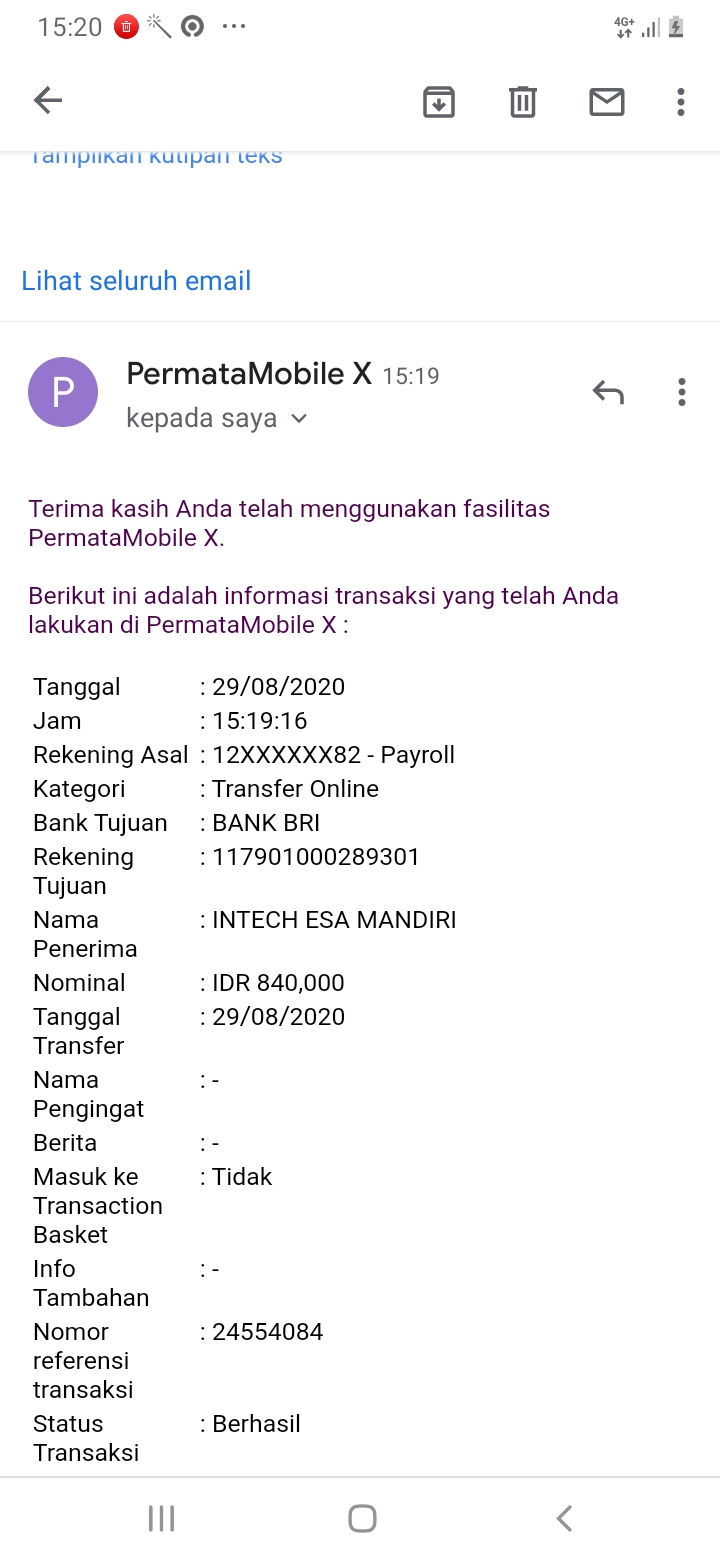 15:20
4G+
Tampilkan kutipan teks
Lihat seluruh email
P
PermataMobile X 15:19
kepada saya
Terima kasih Anda telah menggunakan fasilitas
PermataMobile X.
Berikut ini adalah informasi transaksi yang telah Anda
lakukan di PermataMobile X :
Tanggal : 29/08/2020
Jam : 15:19:16
Rekening Asal : 12XXXXXX82 - Payroll
Kategori : Transfer Online
Bank Tujuan : BANK BRI
Rekening : 117901000289301
Tujuan
Nama : INTECH ESA MANDIRI
Penerima
Nominal : IDR 840,000
Tanggal : 29/08/2020
Transfer
Nama : -
Pengingat
Berita : -
Masuk ke : Tidak
Transaction
Basket
Info : -
Tambahan
Nomor : 24554084
referensi
transaksi
Status : Berhasil
Transaksi